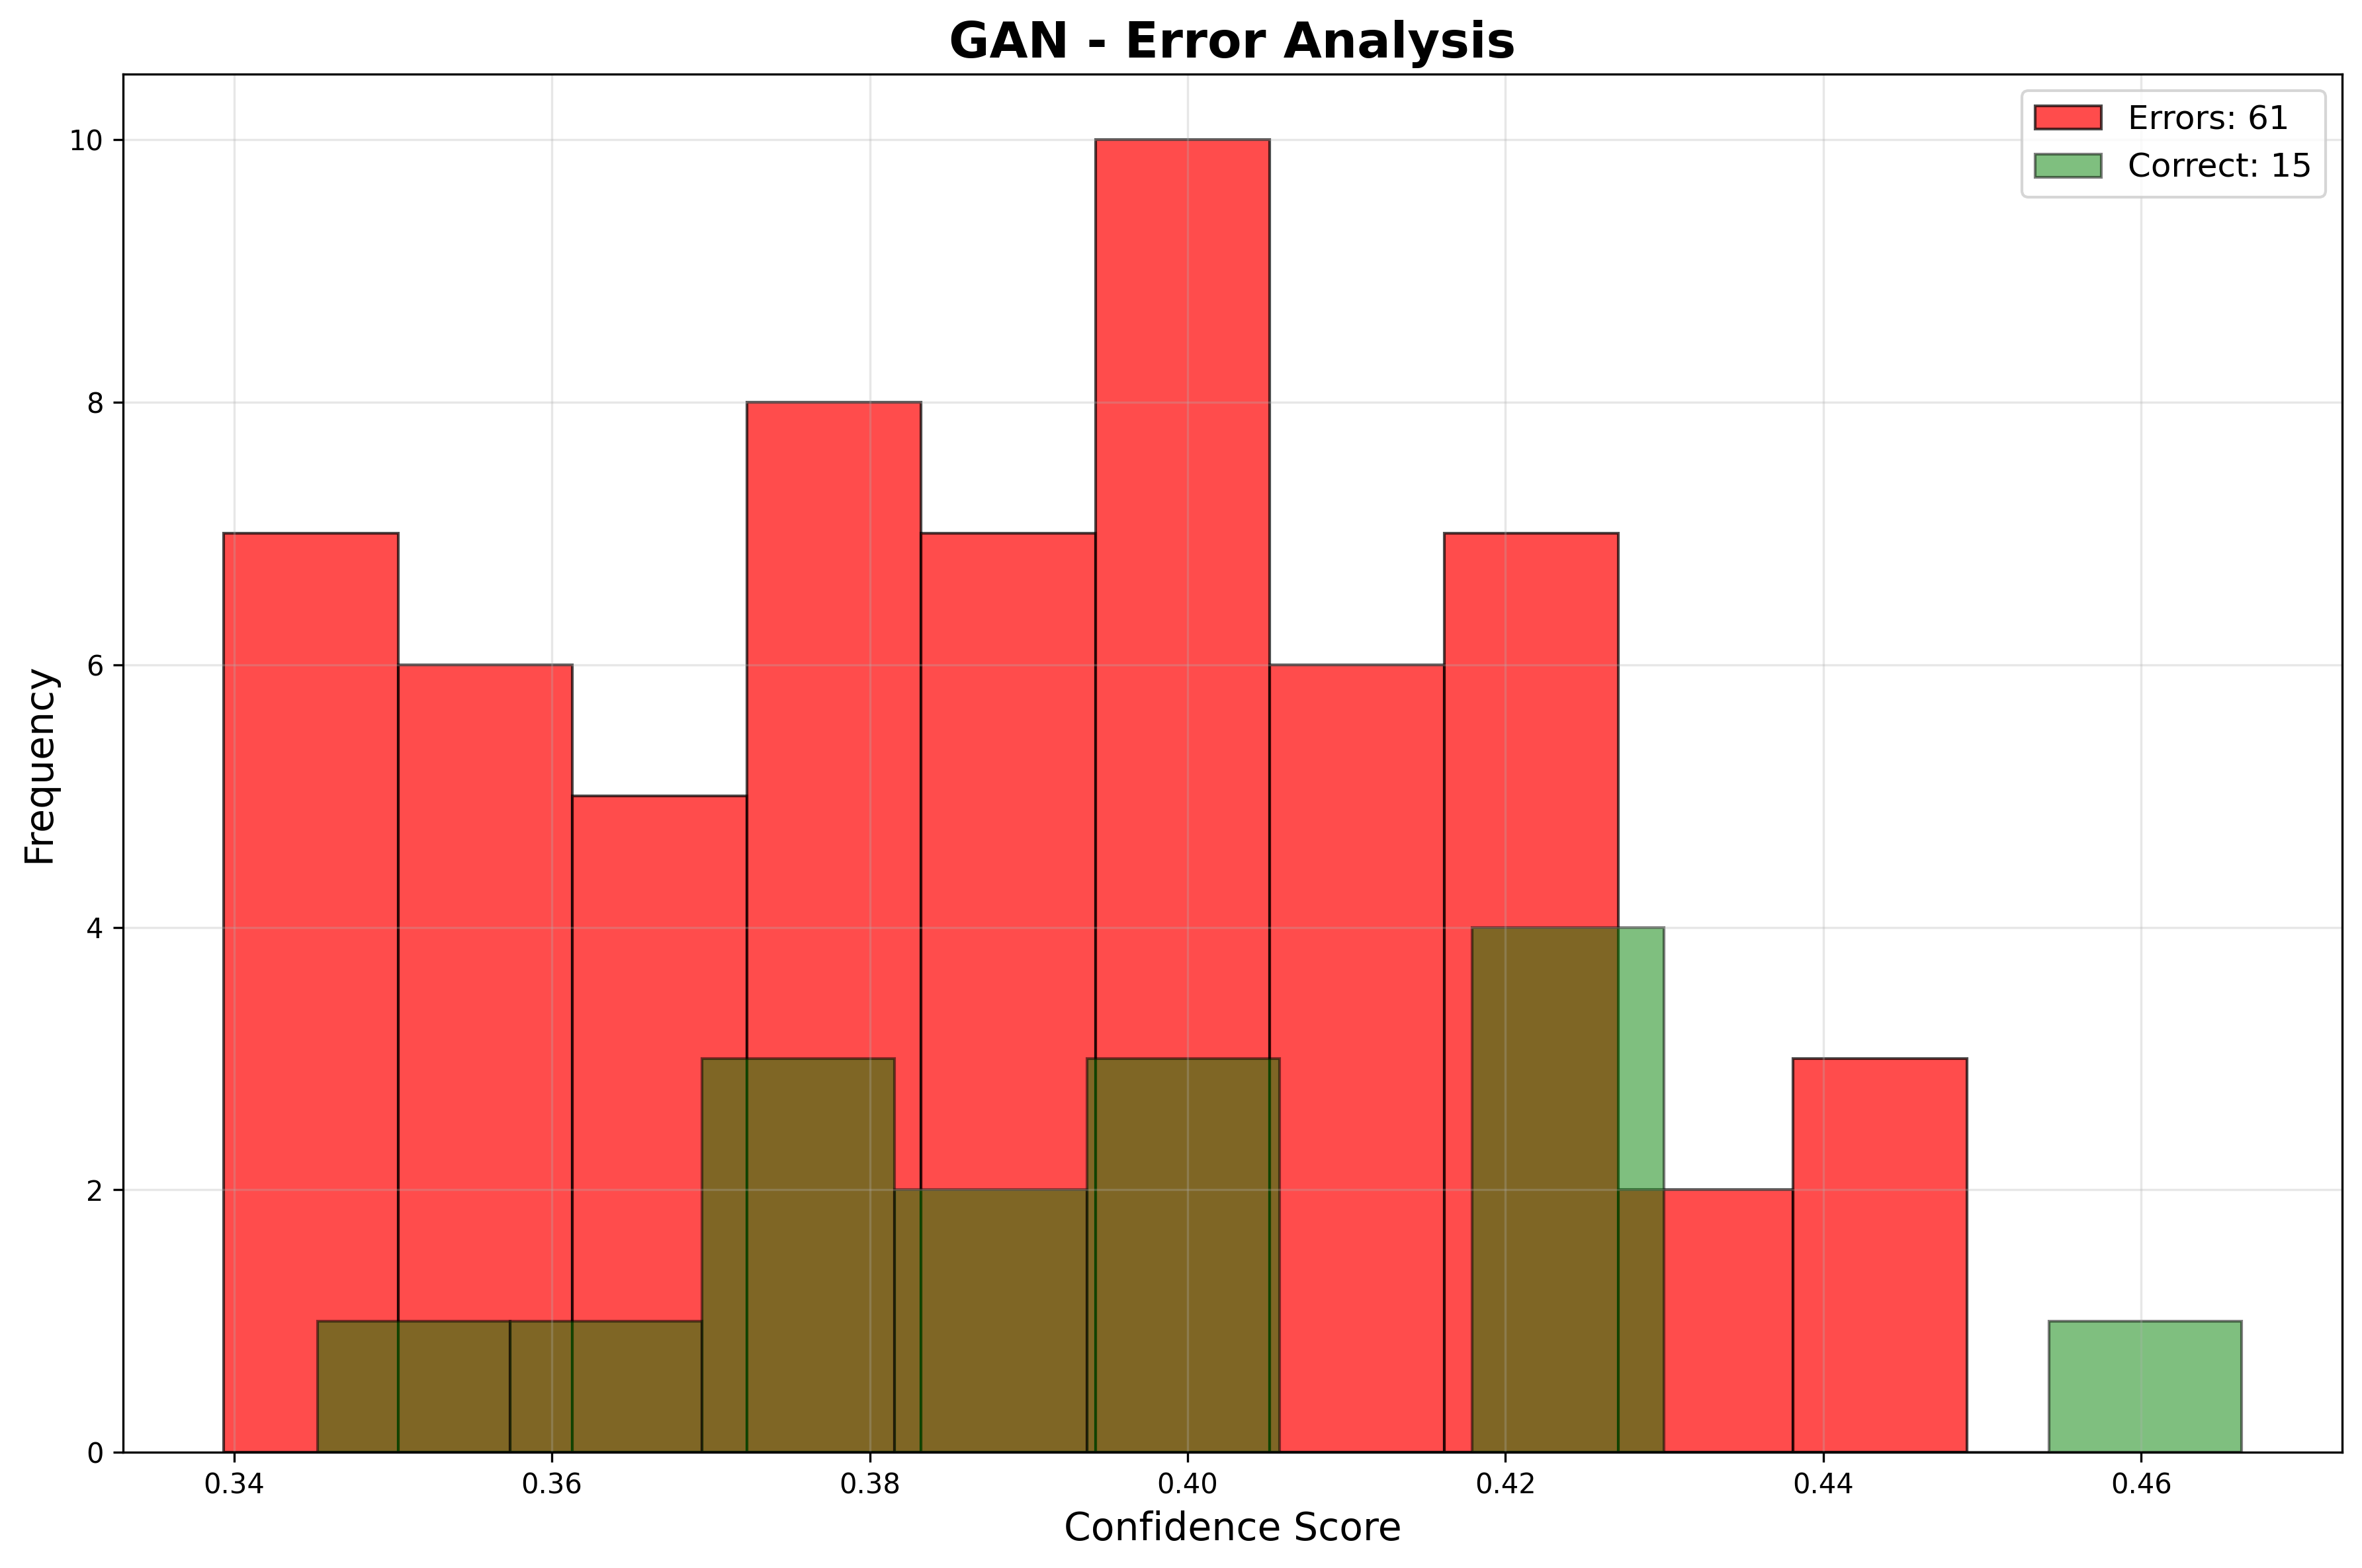 GAN - Error Analysis
Errors: 61
Correct: 15
10
8
6
4
2
0
Frequency
0.34 0.36 0.38 0.40 0.42 0.44 0.46
Confidence Score